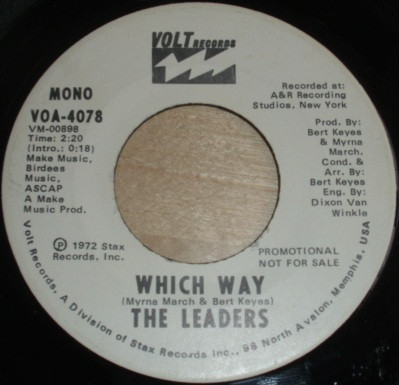 VOLT RECORDS
MONO
VOA-4078
VM-00898
Time: 2:20
(Intro.: 0:18)
Make Music,
Birdees
Music,
ASCAP
A Make
Music Prod.
Recorded at:
A&R Recording
Studios, New York
Prod. By:
Bert Keyes
& Myrna
March.
Cond. &
Arr. By:
Bert Keyes
Eng. By:
Dixon Van
Winkle
℗ 1972 Stax
Records, Inc.
PROMOTIONAL
NOT FOR SALE
WHICH WAY
(Myrna March & Bert Keyes)
THE LEADERS
Volt Records, A Division of Stax Records Inc., 98 North Avalon, Memphis, USA